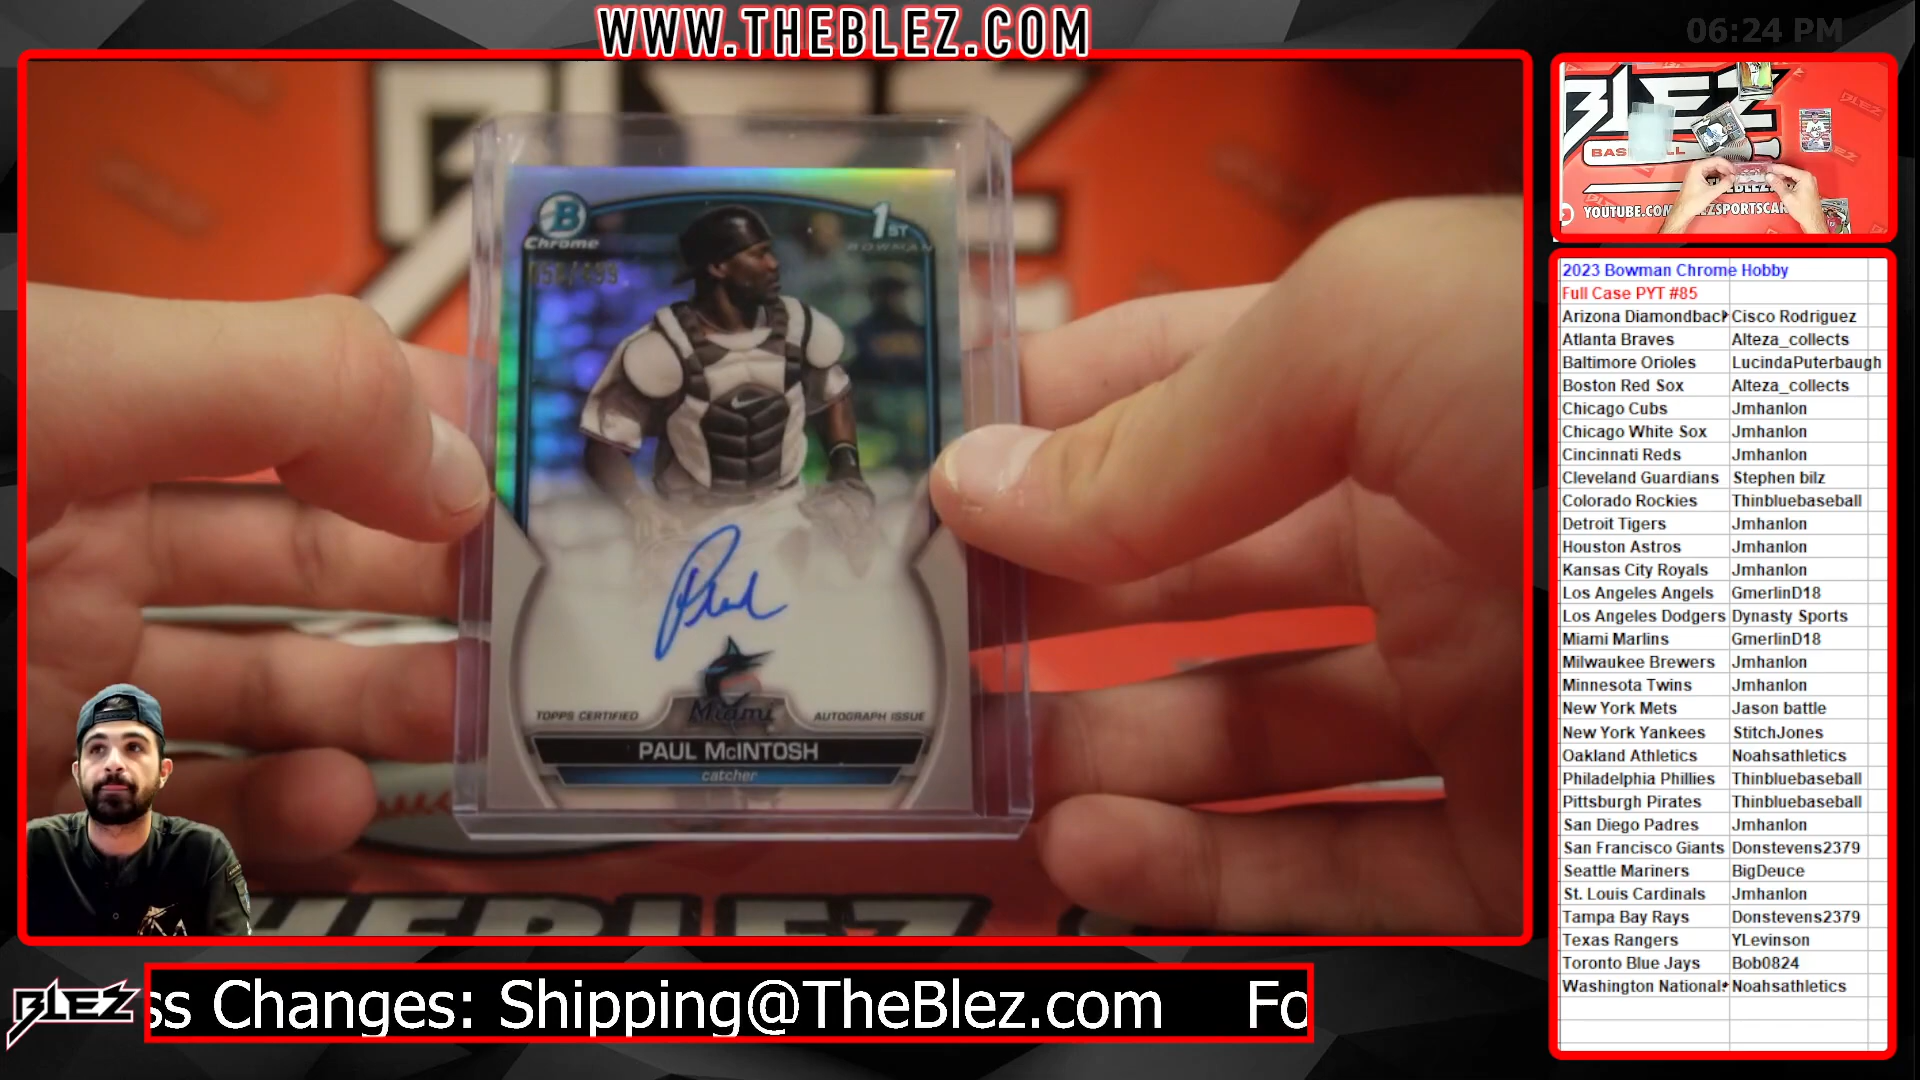 WWW.THEBLEZ.COM
06:24 PM
B
Chrome
1ST
BOWMAN
TOPPS CERTIFIED
AUTOGRAPH ISSUE
Miami
PAUL McINTOSH
catcher
BLEZ
YOUTUBE.COM
2023 Bowman Chrome Hobby
Full Case PYT #85
Arizona Diamondback Cisco Rodriguez
Atlanta Braves Alteza_collects
Baltimore Orioles LucindaPuterbaugh
Boston Red Sox Alteza_collects
Chicago Cubs Jmhanlon
Chicago White Sox Jmhanlon
Cincinnati Reds Jmhanlon
Cleveland Guardians Stephen bilz
Colorado Rockies Thinbluebaseball
Detroit Tigers Jmhanlon
Houston Astros Jmhanlon
Kansas City Royals Jmhanlon
Los Angeles Angels GmerlinD18
Los Angeles Dodgers Dynasty Sports
Miami Marlins GmerlinD18
Milwaukee Brewers Jmhanlon
Minnesota Twins Jmhanlon
New York Mets Jason battle
New York Yankees StitchJones
Oakland Athletics Noahsathletics
Philadelphia Phillies Thinbluebaseball
Pittsburgh Pirates Thinbluebaseball
San Diego Padres Jmhanlon
San Francisco Giants Donstevens2379
Seattle Mariners BigDeuce
St. Louis Cardinals Jmhanlon
Tampa Bay Rays Donstevens2379
Texas Rangers YLevinson
Toronto Blue Jays Bob0824
Washington National Noahsathletics
BLEZ
ss Changes: Shipping@TheBlez.com Fo